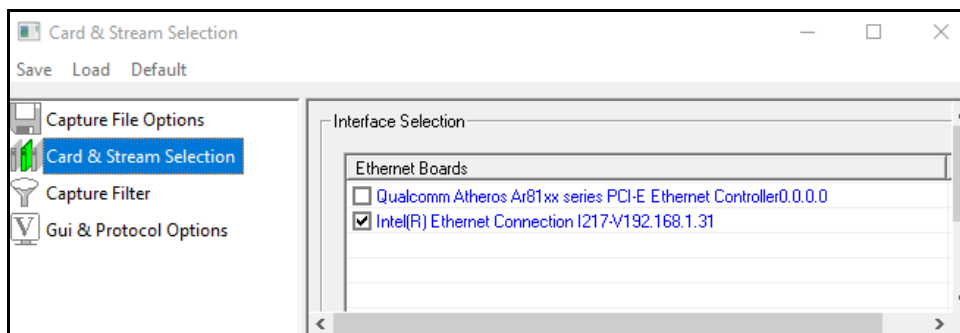 Card & Stream Selection
Save Load Default
Capture File Options
Card & Stream Selection
Capture Filter
Gui & Protocol Options
Interface Selection
Ethernet Boards
Qualcomm Atheros Ar81xx series PCI-E Ethernet Controller0.0.0.0
Intel(R) Ethernet Connection I217-V192.168.1.31